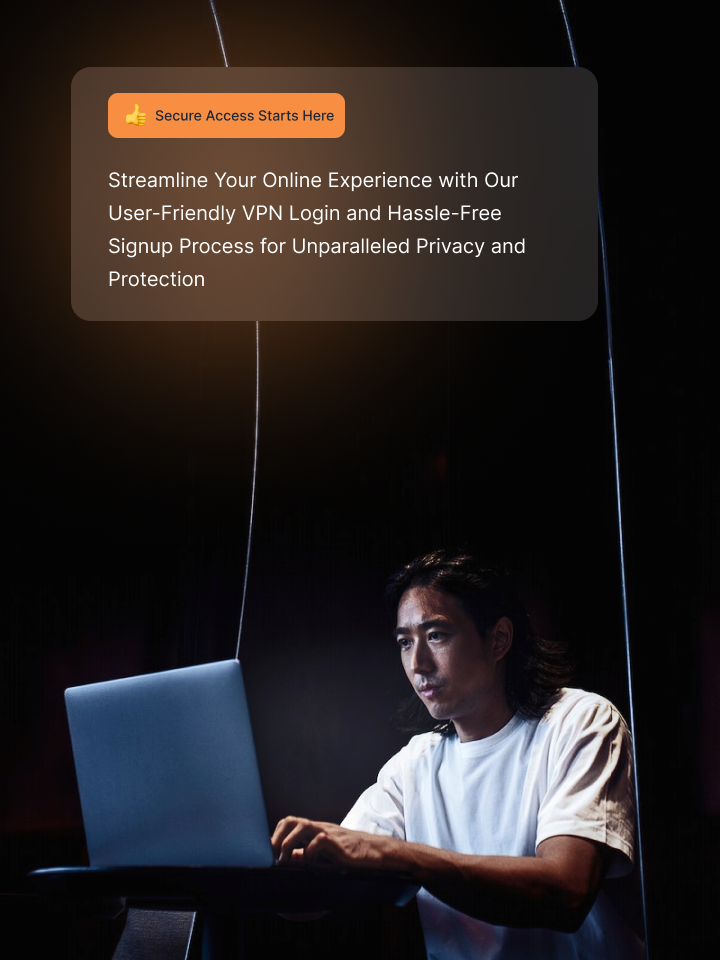 👍 Secure Access Starts Here
Streamline Your Online Experience with Our
User-Friendly VPN Login and Hassle-Free
Signup Process for Unparalleled Privacy and
Protection